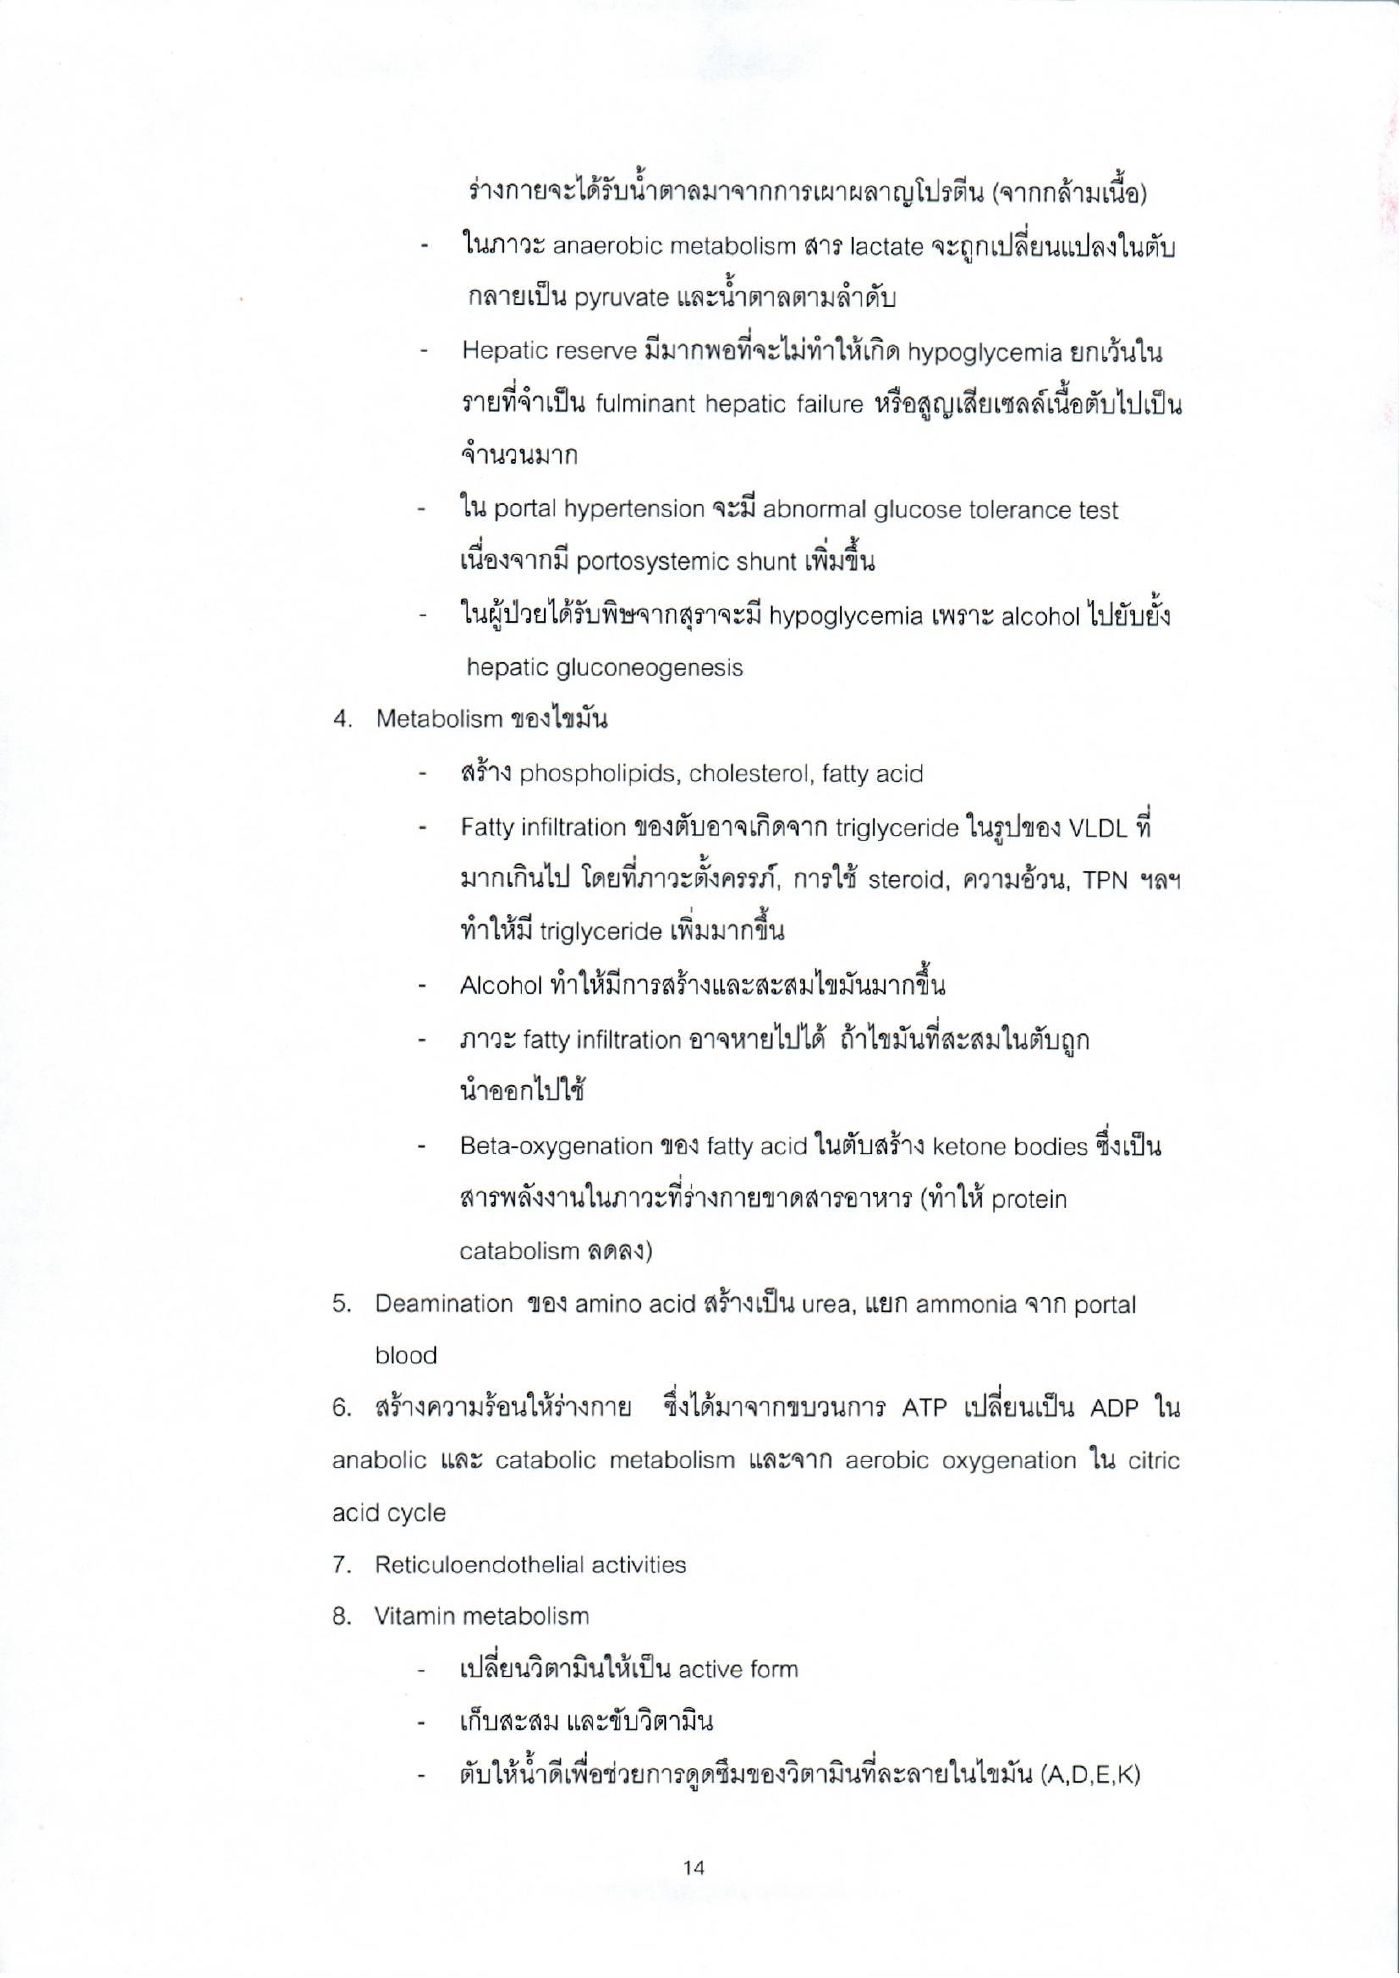 ร่างกายจะได้รับน้ำตาลมาจากการเผาผลาญโปรตีน (จากกล้ามเนื้อ)
- ในภาวะ anaerobic metabolism สาร lactate จะถูกเปลี่ยนแปลงในตับ
กลายเป็น pyruvate และน้ำตาลตามลำดับ
- Hepatic reserve มีมากพอที่จะไม่ทำให้เกิด hypoglycemia ยกเว้นใน
รายที่จำเป็น fulminant hepatic failure หรือสูญเสียเซลล์เนื้อตับไปเป็น
จำนวนมาก
- ใน portal hypertension จะมี abnormal glucose tolerance test
เนื่องจากมี portosystemic shunt เพิ่มขึ้น
- ในผู้ป่วยได้รับพิษจากสุราจะมี hypoglycemia เพราะ alcohol ไปยับยั้ง
hepatic gluconeogenesis
4. Metabolism ของไขมัน
- สร้าง phospholipids, cholesterol, fatty acid
- Fatty infiltration ของตับอาจเกิดจาก triglyceride ในรูปของ VLDL ที่
มากเกินไป โดยที่ภาวะตั้งครรภ์, การใช้ steroid, ความอ้วน, TPN ฯลฯ
ทำให้มี triglyceride เพิ่มมากขึ้น
- Alcohol ทำให้มีการสร้างและสะสมไขมันมากขึ้น
- ภาวะ fatty infiltration อาจหายไปได้ ถ้าไขมันที่สะสมในตับถูก
นำออกไปใช้
- Beta-oxygenation ของ fatty acid ในตับสร้าง ketone bodies ซึ่งเป็น
สารพลังงานในภาวะที่ร่างกายขาดสารอาหาร (ทำให้ protein
catabolism ลดลง)
5. Deamination ของ amino acid สร้างเป็น urea, แยก ammonia จาก portal
blood
6. สร้างความร้อนให้ร่างกาย ซึ่งได้มาจากขบวนการ ATP เปลี่ยนเป็น ADP ใน
anabolic และ catabolic metabolism และจาก aerobic oxygenation ใน citric
acid cycle
7. Reticuloendothelial activities
8. Vitamin metabolism
- เปลี่ยนวิตามินให้เป็น active form
- เก็บสะสม และขับวิตามิน
- ตับให้น้ำดีเพื่อช่วยการดูดซึมของวิตามินที่ละลายในไขมัน (A,D,E,K)
14